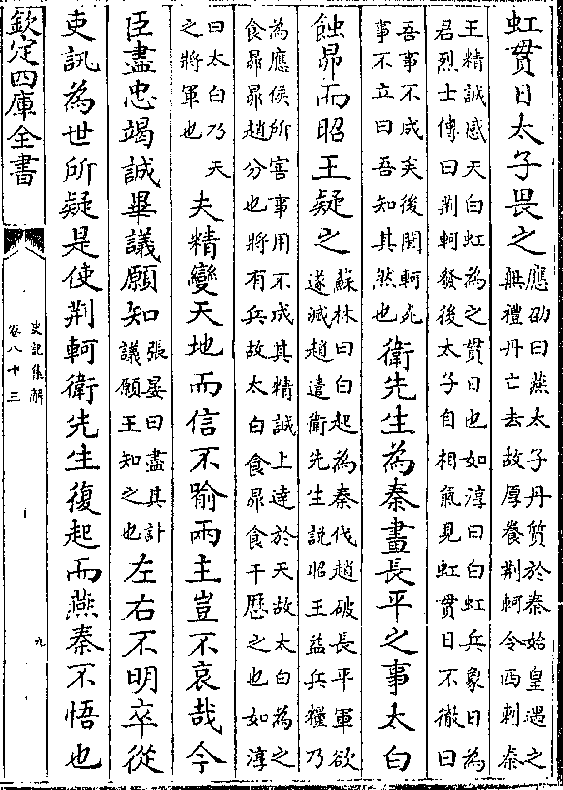 虹貫日太子畏之應劭曰燕太子丹質於秦始皇遇之
無禮丹亡去故厚養荊軻令西刺秦
王精誠感天白虹為之貫日也如淳曰白虹兵象日為
君烈士傳曰荊軻發後太子自相氣見虹貫日不徹曰
吾事不成矣後聞軻死
事不立曰吾知其然也衛先生為秦畫長平之事太白
蝕昴而昭王疑之蘇林曰白起為秦伐趙破長平軍欲
遂滅趙遣衛先生說昭王益兵糧乃
為應侯所害事用不成其精誠上達於天故太白為之
食昴昴趙分也將有兵故太白食昴食干歴之也如淳
曰太白乃天
之將軍也夫精變天地而信不喻兩主豈不哀哉今
臣盡忠竭誠畢議願知張晏曰盡其計
議願王知之也左右不明卒從
吏訊為世所疑是使荊軻衛先生復起而燕秦不悟也
欽定四庫全書
史記集解
卷八十三
九